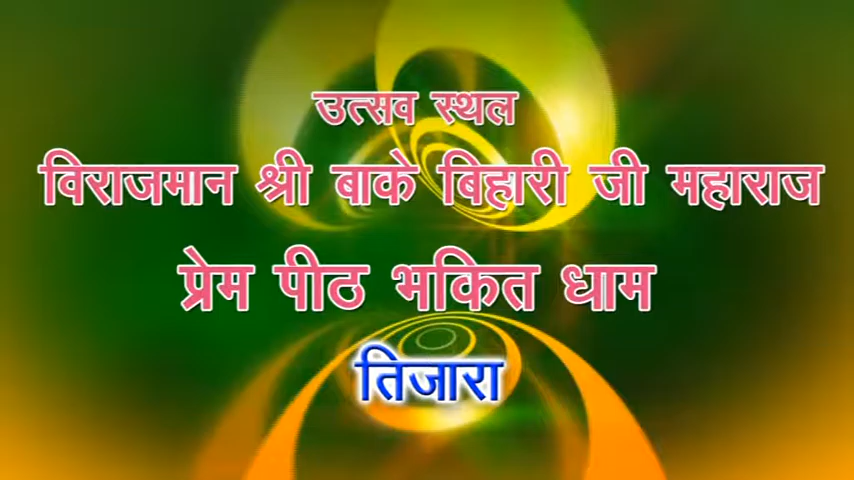 उत्सव स्थल
विराजमान श्री बाके बिहारी जी महाराज
प्रेम पीठ भकित धाम
तिजारा